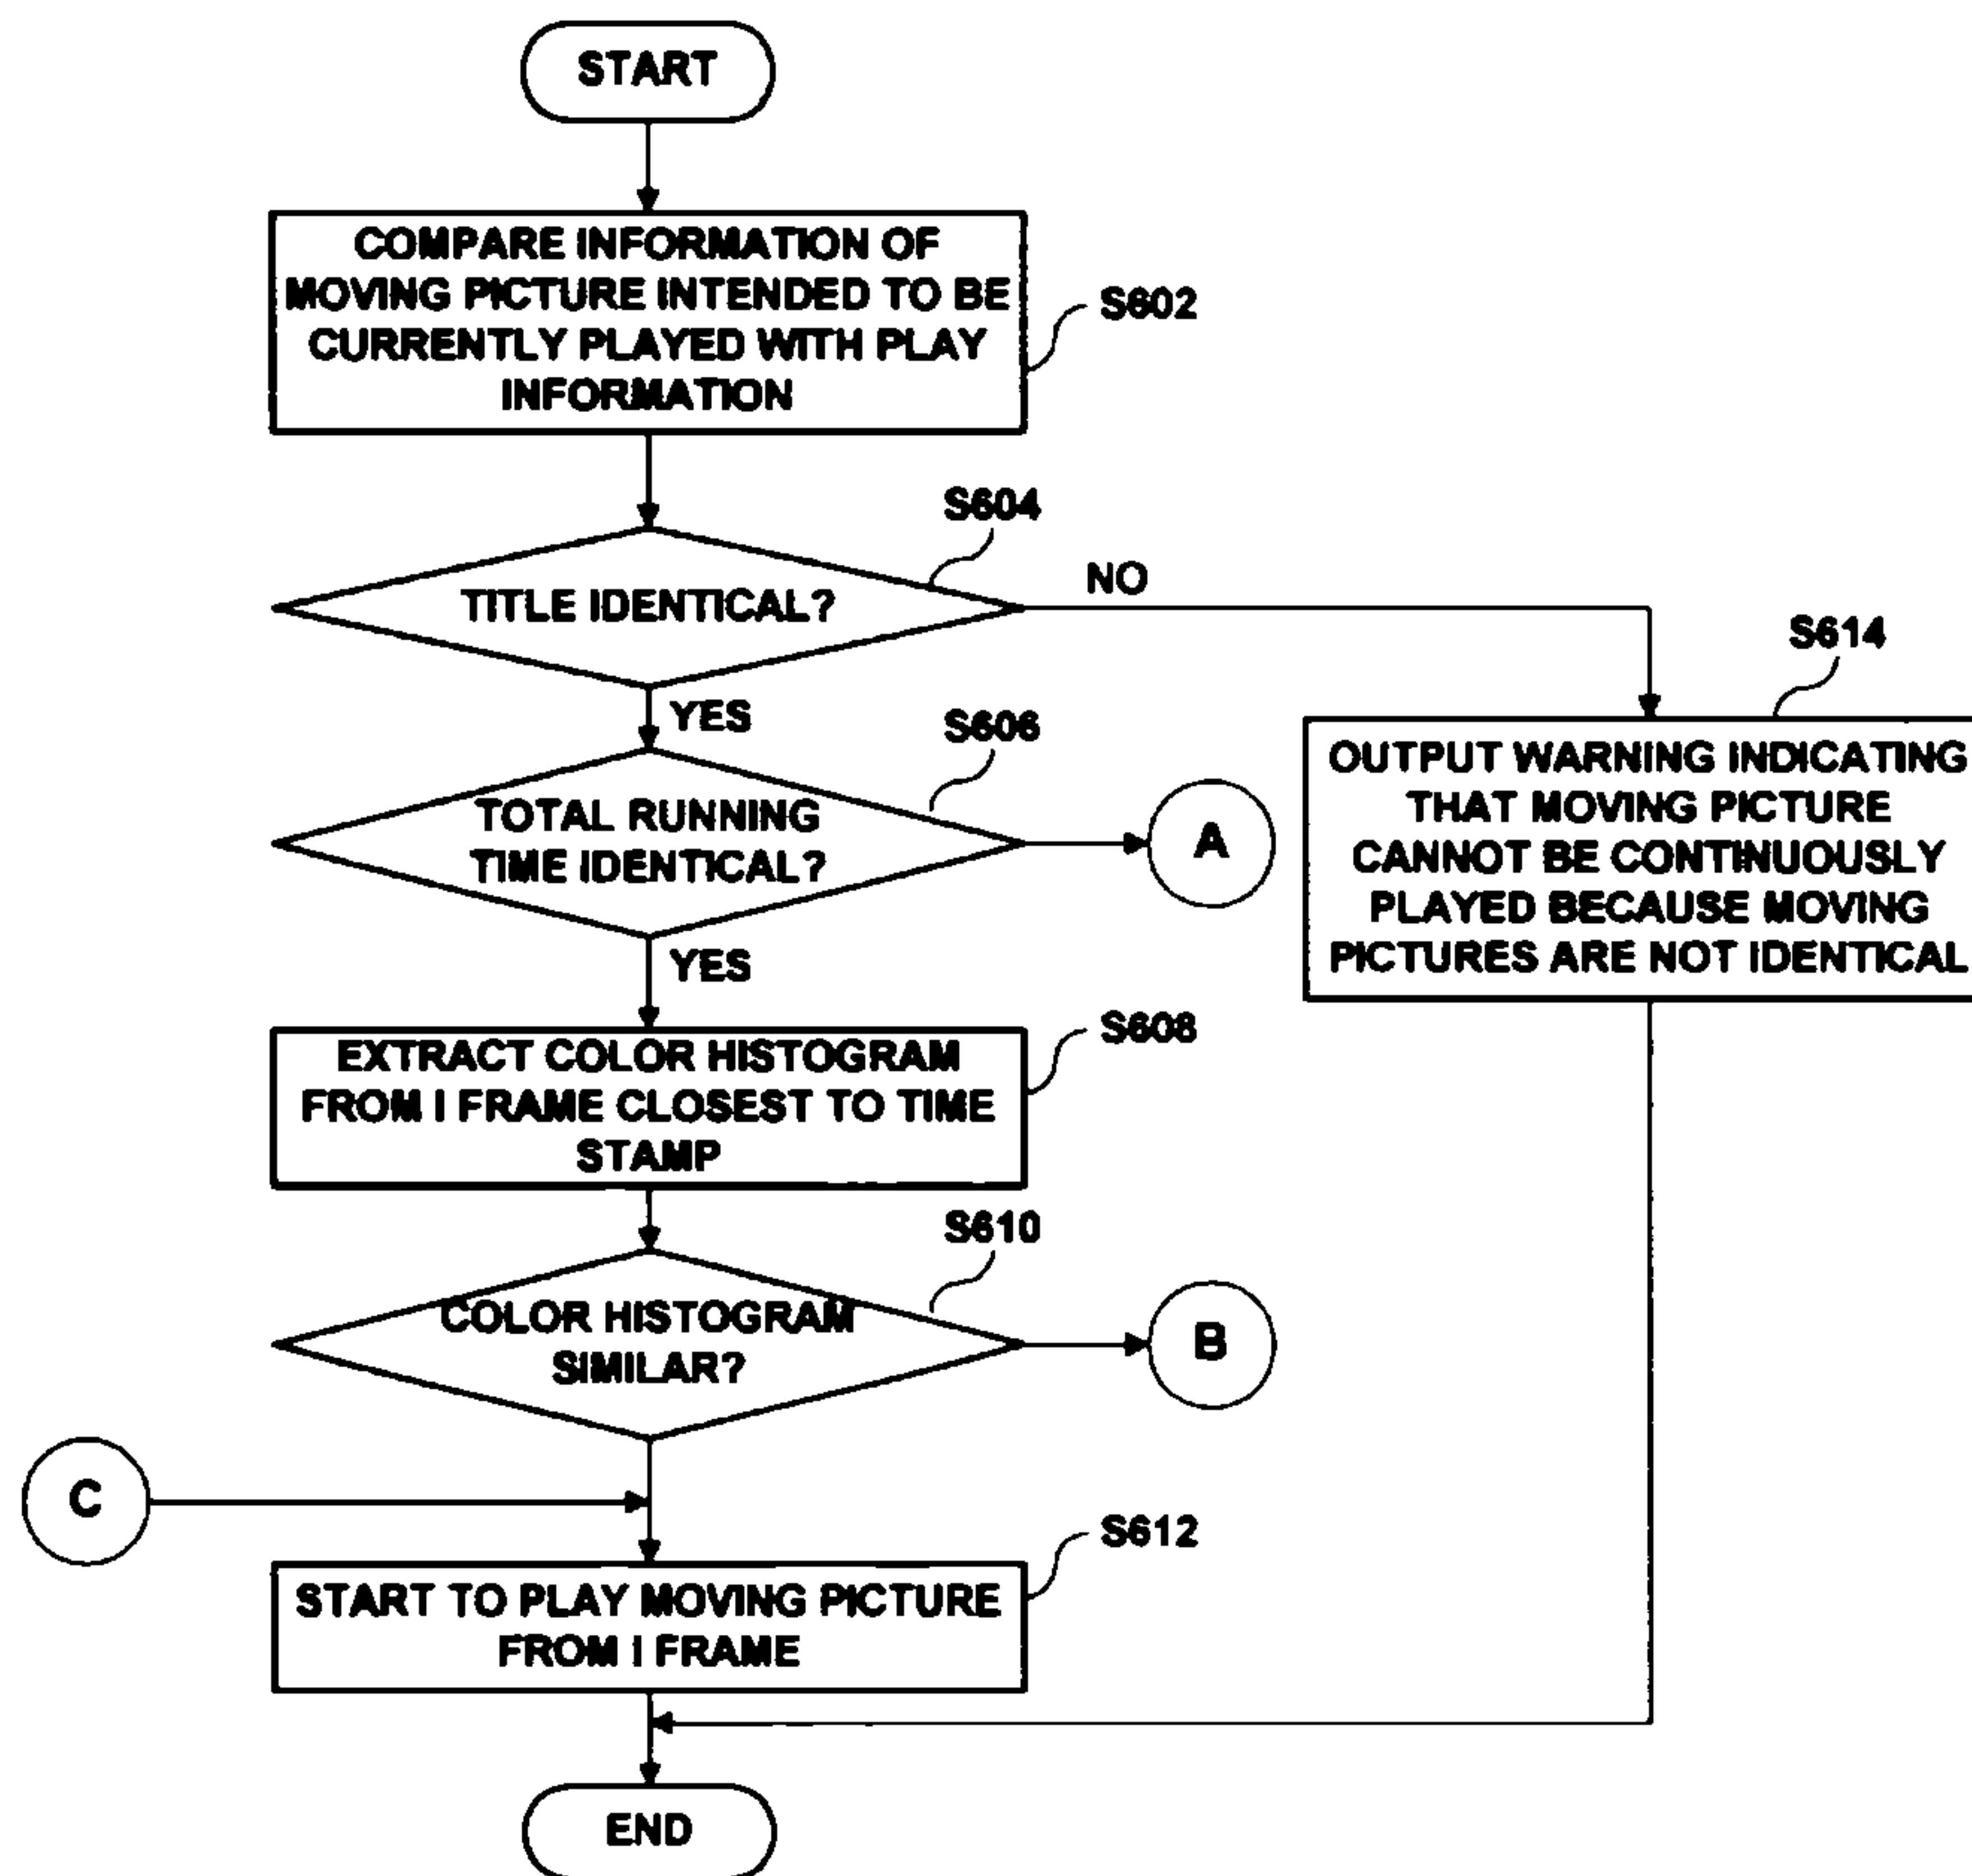 START
COMPARE INFORMATION OF
MOVING PICTURE INTENDED TO BE
CURRENTLY PLAYED WITH PLAY
INFORMATION
S602
S604
TITLE IDENTICAL?
NO
YES
S606
TOTAL RUNNING
TIME IDENTICAL?
A
YES
S614
OUTPUT WARNING INDICATING
THAT MOVING PICTURE
CANNOT BE CONTINUOUSLY
PLAYED BECAUSE MOVING
PICTURES ARE NOT IDENTICAL
S608
EXTRACT COLOR HISTOGRAM
FROM I FRAME CLOSEST TO TIME
STAMP
S610
COLOR HISTOGRAM
SIMILAR?
B
C
S612
START TO PLAY MOVING PICTURE
FROM I FRAME
END